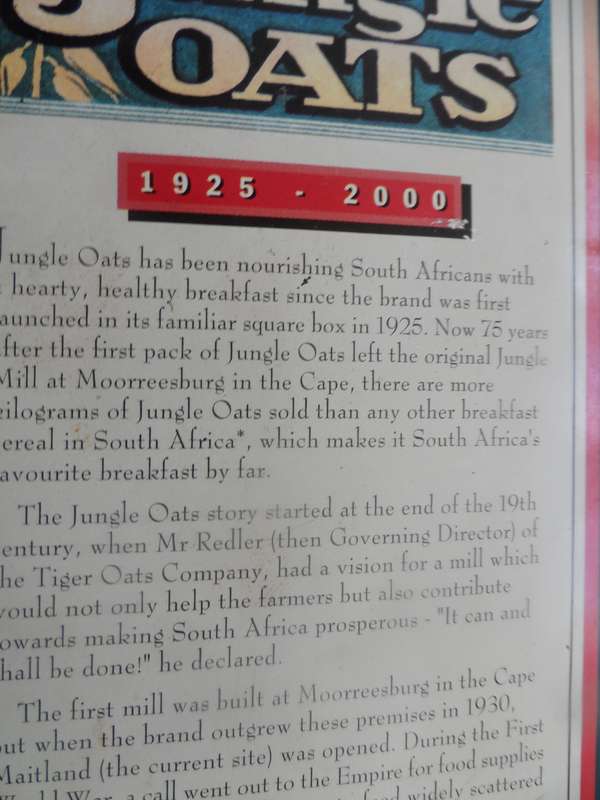 OATS
1925 - 2000
Jungle Oats has been nourishing South Africans with
hearty, healthy breakfast since the brand was first
aunched in its familiar square box in 1925. Now 75 years
fter the first pack of Jungle Oats left the original Jungle
Mill at Moorreesburg in the Cape, there are more
kilograms of Jungle Oats sold than any other breakfast
ereal in South Africa*, which makes it South Africa's
avourite breakfast by far.
The Jungle Oats story started at the end of the 19th
entury, when Mr Redler (then Governing Director) of
he Tiger Oats Company, had a vision for a mill which
would not only help the farmers but also contribute
owards making South Africa prosperous - "It can and
hall be done!" he declared.
The first mill was built at Moorreesburg in the Cape
but when the brand outgrew these premises in 1930,
Maitland (the current site) was opened. During the First
World War, a call went out to the Empire for food supplies
food widely scattered